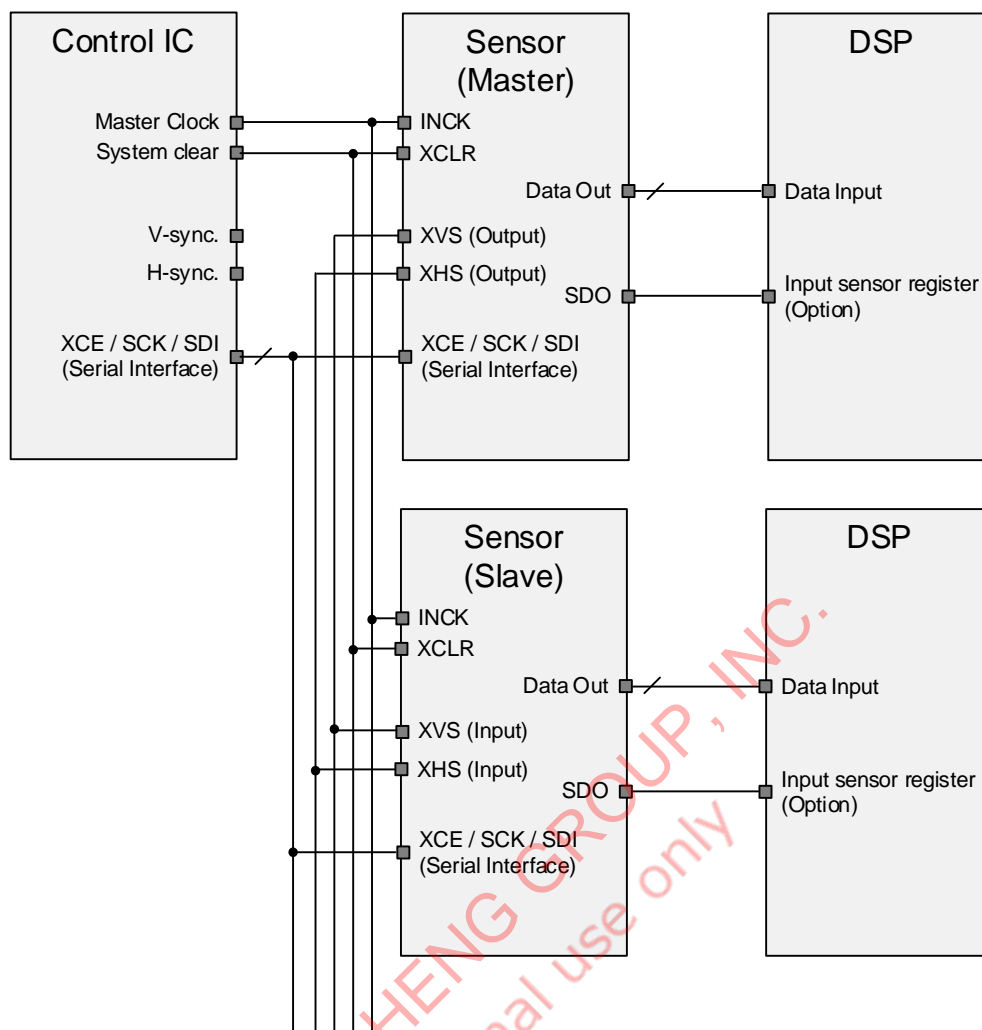 Control IC
Master Clock
System clear
V-sync.
H-sync.
XCE / SCK / SDI
(Serial Interface)
Sensor
(Master)
INCK
XCLR
Data Out
XVS (Output)
XHS (Output)
SDO
XCE / SCK / SDI
(Serial Interface)
DSP
Data Input
Input sensor register
(Option)
Sensor
(Slave)
INCK
XCLR
Data Out
XVS (Input)
XHS (Input)
SDO
XCE / SCK / SDI
(Serial Interface)
DSP
Data Input
Input sensor register
(Option)
HENG GROUP, INC.
use only